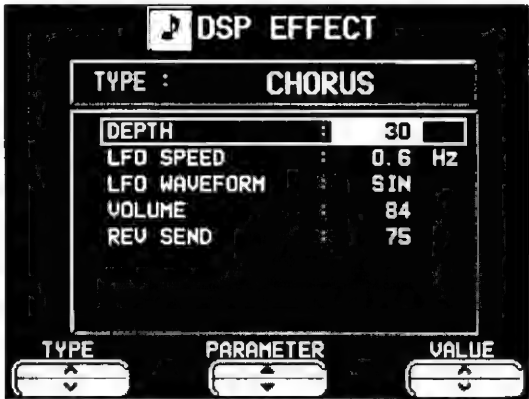 DSP EFFECT
TYPE : CHORUS
DEPTH : 30
LFO SPEED : 0.6 Hz
LFO WAVEFORM : SIN
VOLUME : 84
REV SEND : 75
TYPE PARAMETER VALUE